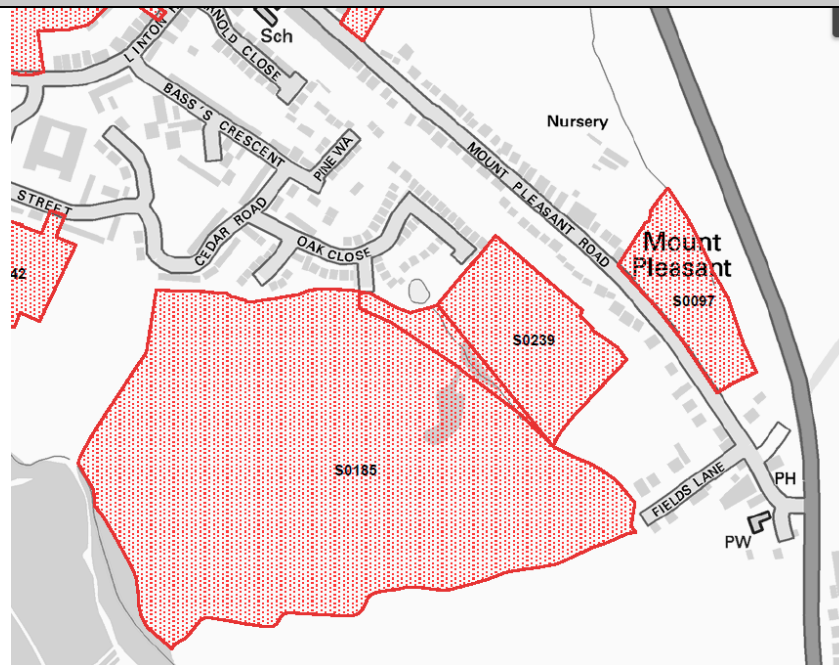 LINTON
ARNOLD CLOSE
Sch
BASS'S CRESCENT
PINE WA
Nursery
MOUNT PLEASANT ROAD
STREET
CEDAR ROAD
OAK CLOSE
Mount
Pleasant
S0097
42
S0239
S0185
FIELDS LANE
PH
PW